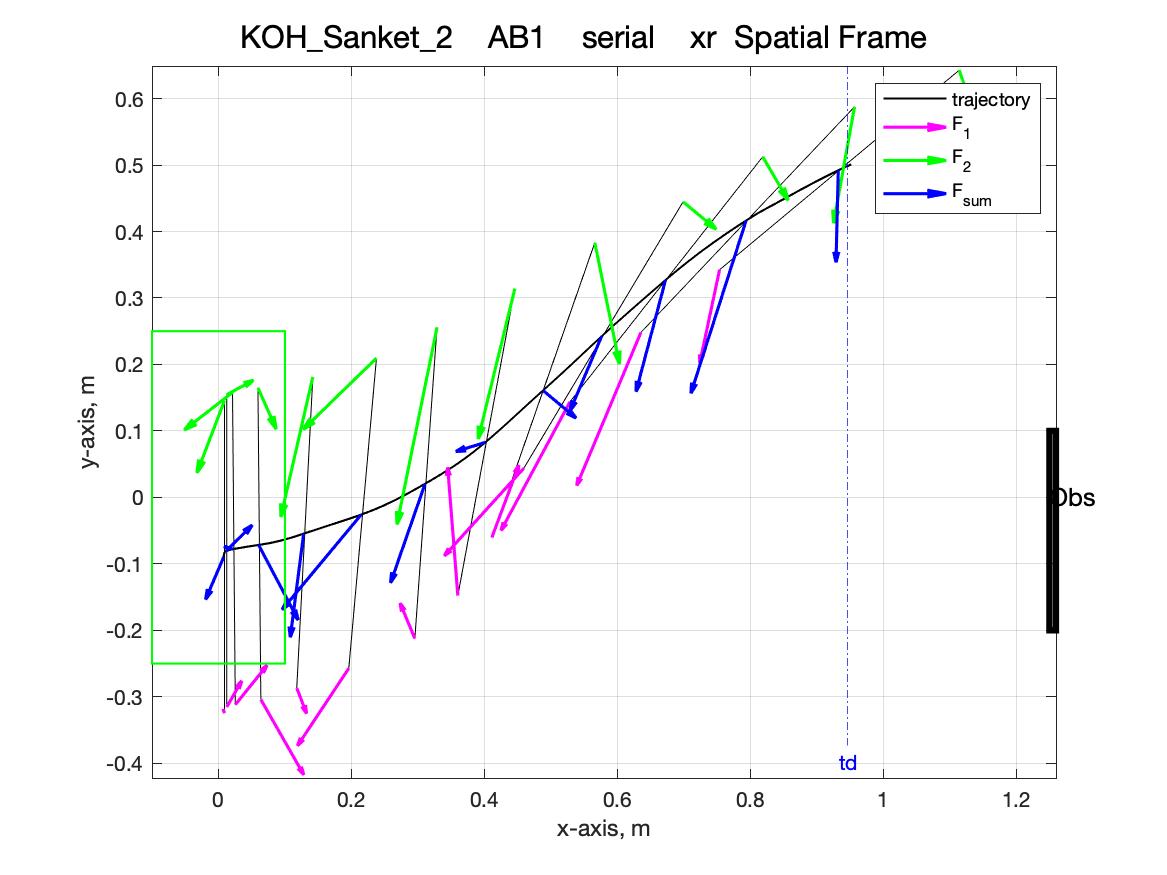 KOH_Sanket_2 AB1 serial xr Spatial Frame
trajectory
F1
F2
Fsum
0.6
0.5
0.4
0.3
0.2
0.1
0
-0.1
-0.2
-0.3
-0.4
y-axis, m
Obs
td
0 0.2 0.4 0.6 0.8 1 1.2
x-axis, m